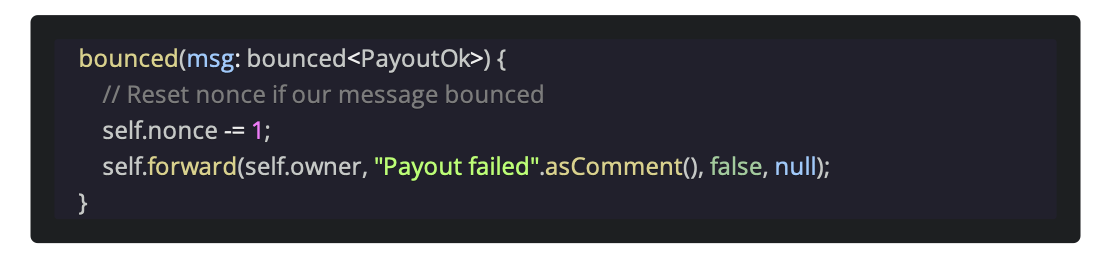 bounced(msg: bounced<PayoutOk>) {
// Reset nonce if our message bounced
self.nonce -= 1;
self.forward(self.owner, "Payout failed".asComment(), false, null);
}